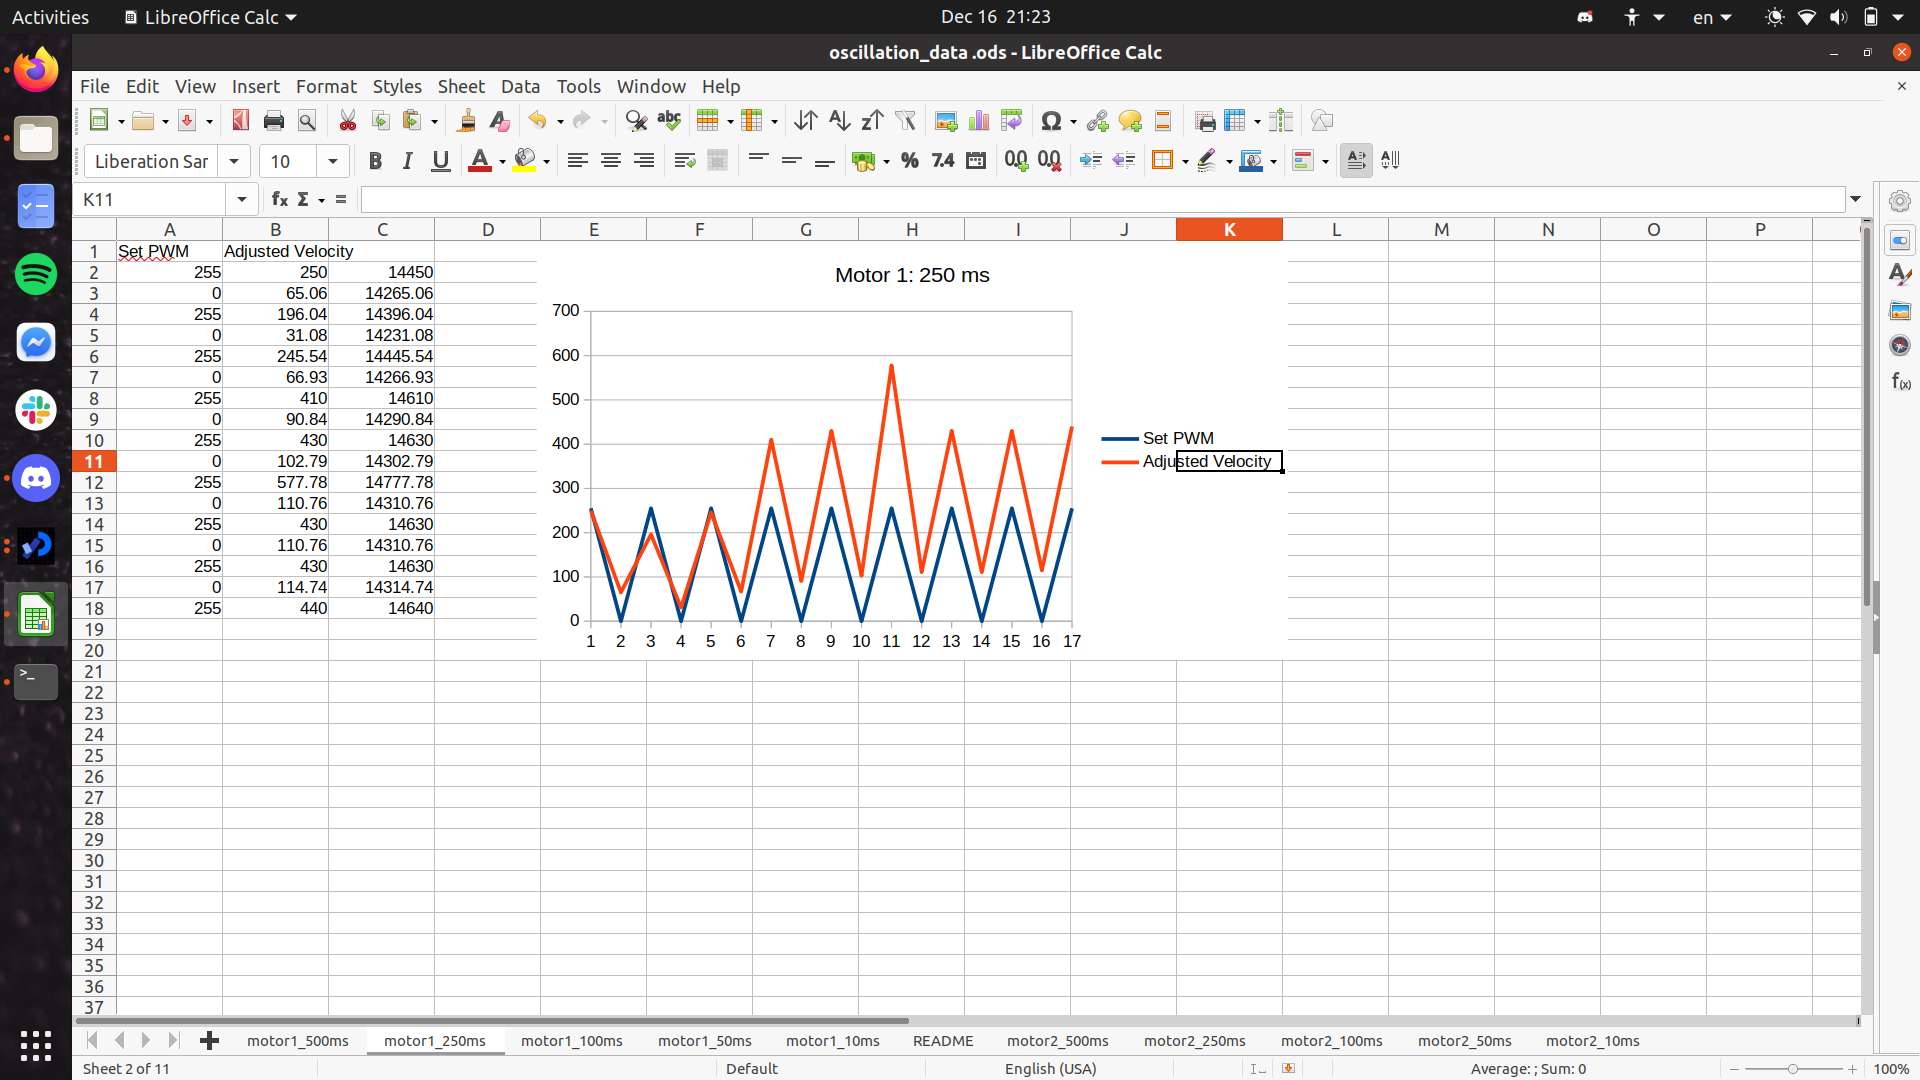 Activities LibreOffice Calc Dec 16 21:23 en
oscillation_data .ods - LibreOffice Calc
File Edit View Insert Format Styles Sheet Data Tools Window Help
Liberation Sar 10
K11
A B C D E F G H I J K L M N O P
1 Set PWM Adjusted Velocity
2 255 250 14450
3 0 65.06 14265.06
4 255 196.04 14396.04
5 0 31.08 14231.08
6 255 245.54 14445.54
7 0 66.93 14266.93
8 255 410 14610
9 0 90.84 14290.84
10 255 430 14630
11 0 102.79 14302.79
12 255 577.78 14777.78
13 0 110.76 14310.76
14 255 430 14630
15 0 110.76 14310.76
16 255 430 14630
17 0 114.74 14314.74
18 255 440 14640
19
20
21
22
23
24
25
26
27
28
29
30
31
32
33
34
35
36
37
Motor 1: 250 ms
700
600
500
400
300
200
100
0
1 2 3 4 5 6 7 8 9 10 11 12 13 14 15 16 17
Set PWM
Adjusted Velocity
motor1_500ms motor1_250ms motor1_100ms motor1_50ms motor1_10ms README motor2_500ms motor2_250ms motor2_100ms motor2_50ms motor2_10ms
Sheet 2 of 11 Default English (USA) Average: ; Sum: 0 100%